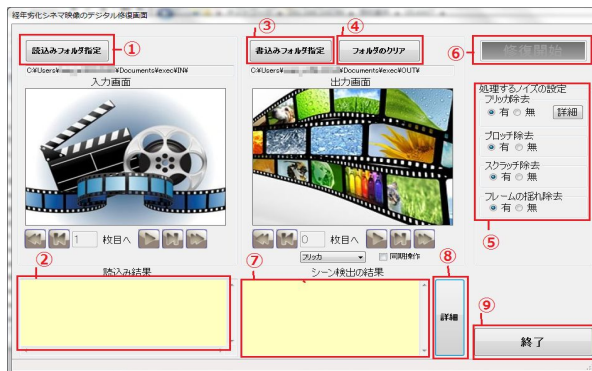 経年劣化シネマ映像のデジタル修復画面
読込みフォルダ指定
①
③
書込みフォルダ指定
④
フォルダのクリア
⑥
修復開始
C:¥Users¥ ¥Documents¥exec¥IN¥
C:¥Users¥ ¥Documents¥exec¥OUT¥
入力画面
出力画面
処理するノイズの設定
フリッカ除去
有 無
詳細
ブロッチ除去
有 無
スクラッチ除去
有 無
フレームの揺れ除去
有 無
⑤
1 枚目へ
0 枚目へ
フリッカ
同期操作
②
読込み結果
⑦
シーン検出の結果
⑧
詳細
⑨
終了